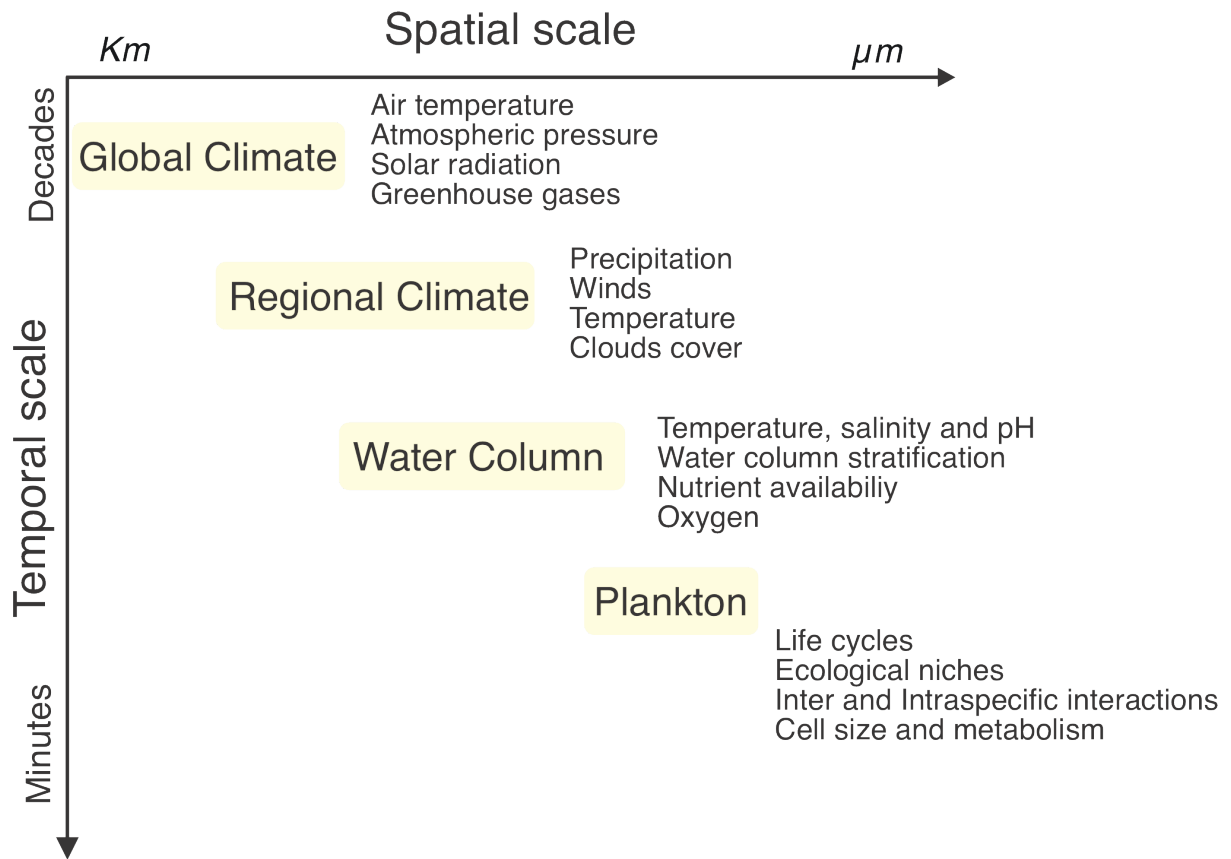 Spatial scale
Km
µm
Decades
Global Climate
Air temperature
Atmospheric pressure
Solar radiation
Greenhouse gases
Regional Climate
Precipitation
Winds
Temperature
Clouds cover
Temporal scale
Water Column
Temperature, salinity and pH
Water column stratification
Nutrient availabiliy
Oxygen
Plankton
Life cycles
Ecological niches
Inter and Intraspecific interactions
Cell size and metabolism
Minutes